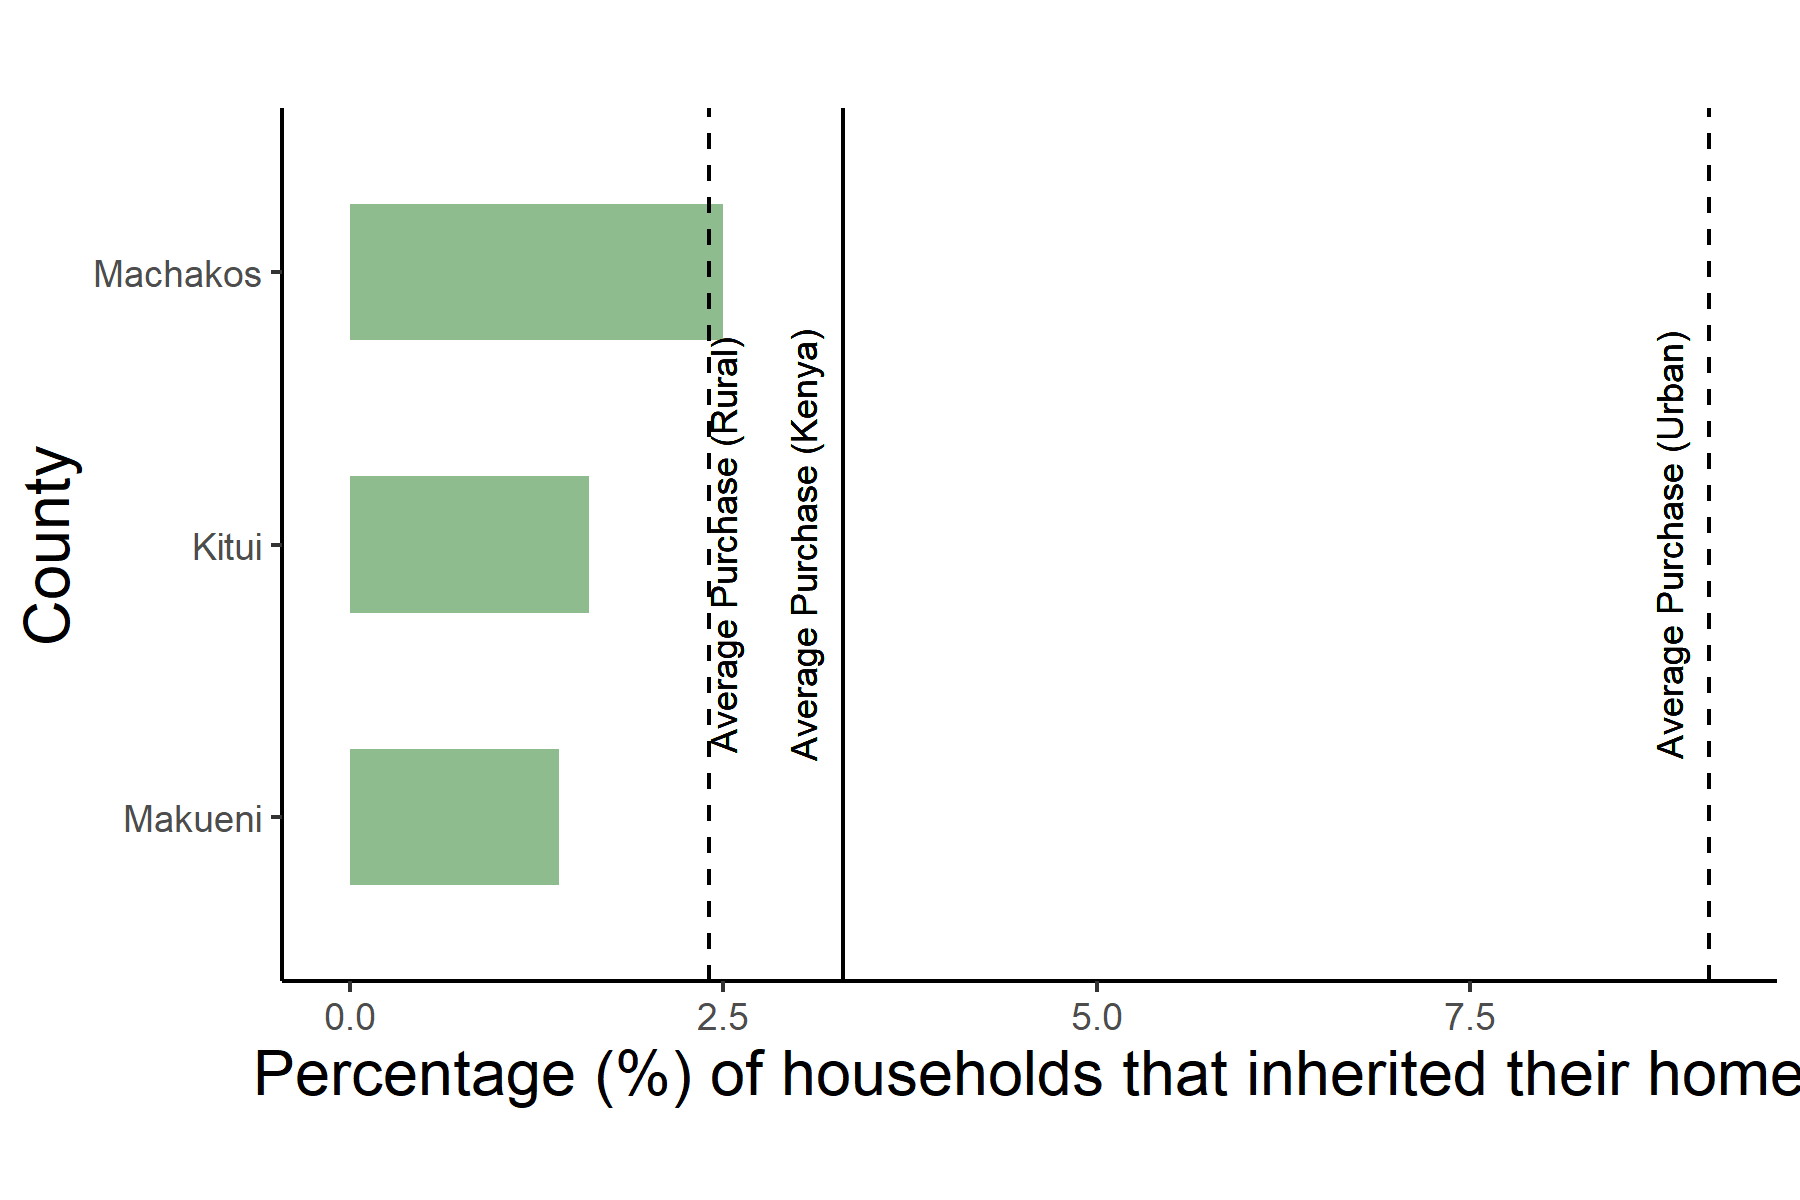 County
Machakos
Kitui
Makueni
Average Purchase (Rural)
Average Purchase (Kenya)
Average Purchase (Urban)
0.0
2.5
5.0
7.5
Percentage (%) of households that inherited their home